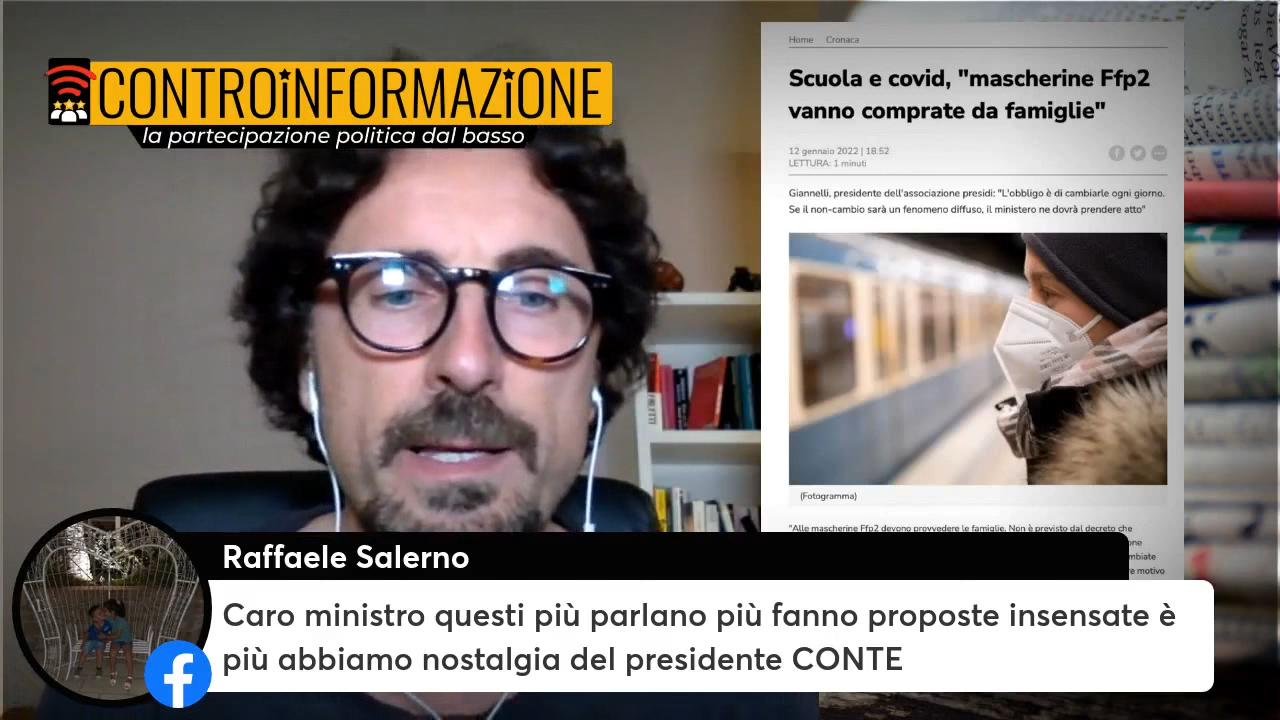 CONTROiNFORMAZiONE
la partecipazione politica dal basso
Home Cronaca
Scuola e covid, "mascherine Ffp2
vanno comprate da famiglie"
12 gennaio 2022 | 18.52
LETTURA: 1 minuti
Giannelli, presidente dell'associazione presidi: "L'obbligo è di cambiarle ogni giorno.
Se il non-cambio sarà un fenomeno diffuso, il ministero ne dovrà prendere atto"
(Fotogramma)
"Alle mascherine Ffp2 devono provvedere le famiglie. Non è previsto dal decreto che
Raffaele Salerno
Caro ministro questi più parlano più fanno proposte insensate è
più abbiamo nostalgia del presidente CONTE